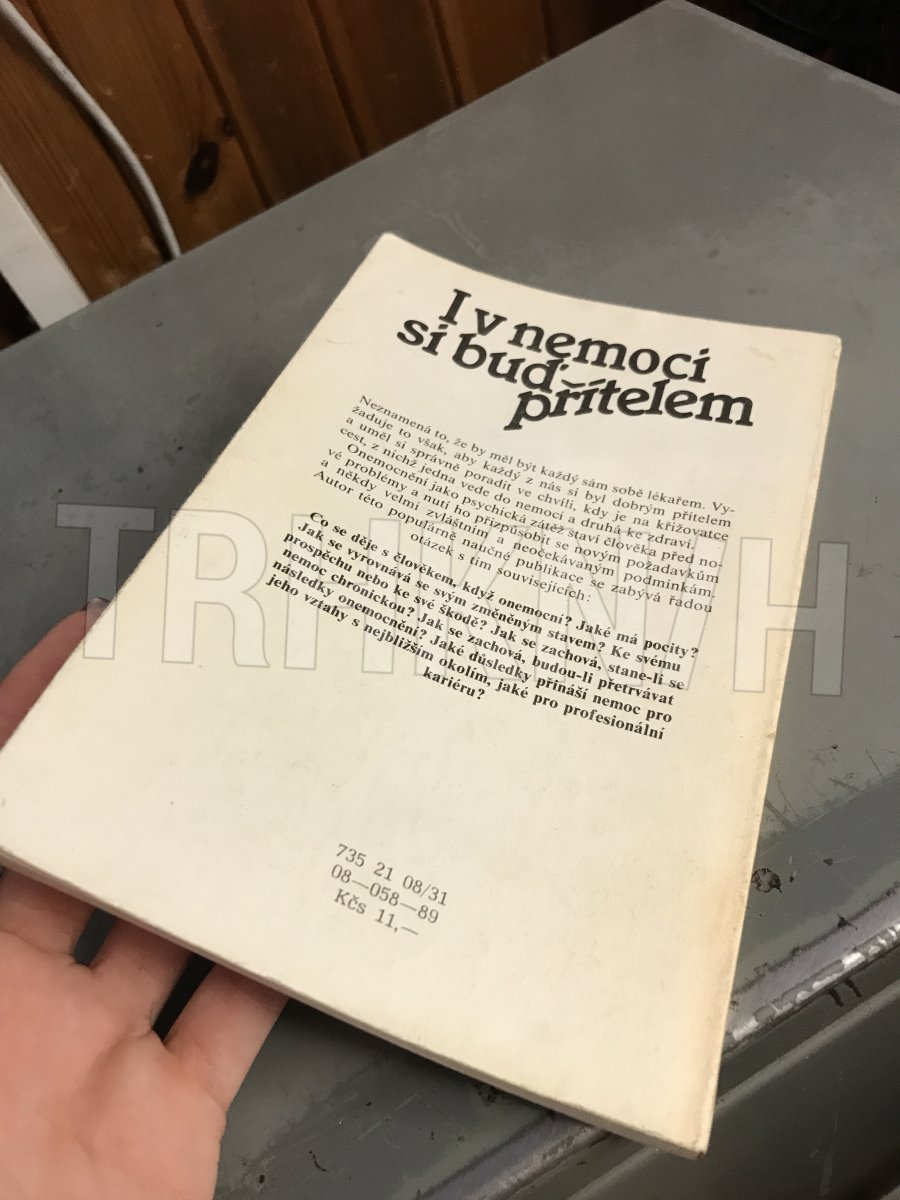 I v nemoci
si buď
přítelem
Neznamená to, že by měl být každý sám sobě lékařem. Vy-
žaduje to však, aby každý z nás si byl dobrým přítelem
a uměl si správně poradit ve chvíli, kdy je na křižovatce
cest, z nichž jedna vede do nemoci a druhá ke zdraví.
Onemocnění jako psychická zátěž staví člověka před no-
vé problémy a nutí ho přizpůsobit se novým požadavkům
a někdy velmi zvláštním a neočekávaným podmínkám.
Autor této populárně naučné publikace se zabývá řadou
otázek s tím souvisejících:
Co se děje s člověkem, když onemocní? Jaké má pocity?
Jak se vyrovnává se svým změněným stavem? Ke svému
prospěchu nebo ke své škodě? Jak se zachová, stane-li se
nemoc chronickou? Jak se zachová, budou-li přetrvávat
následky onemocnění? Jaké důsledky přináší nemoc pro
jeho vztahy s nejbližším okolím, jaké pro profesionální
kariéru?
735 21 08/31
08—058—89
Kčs 11,—